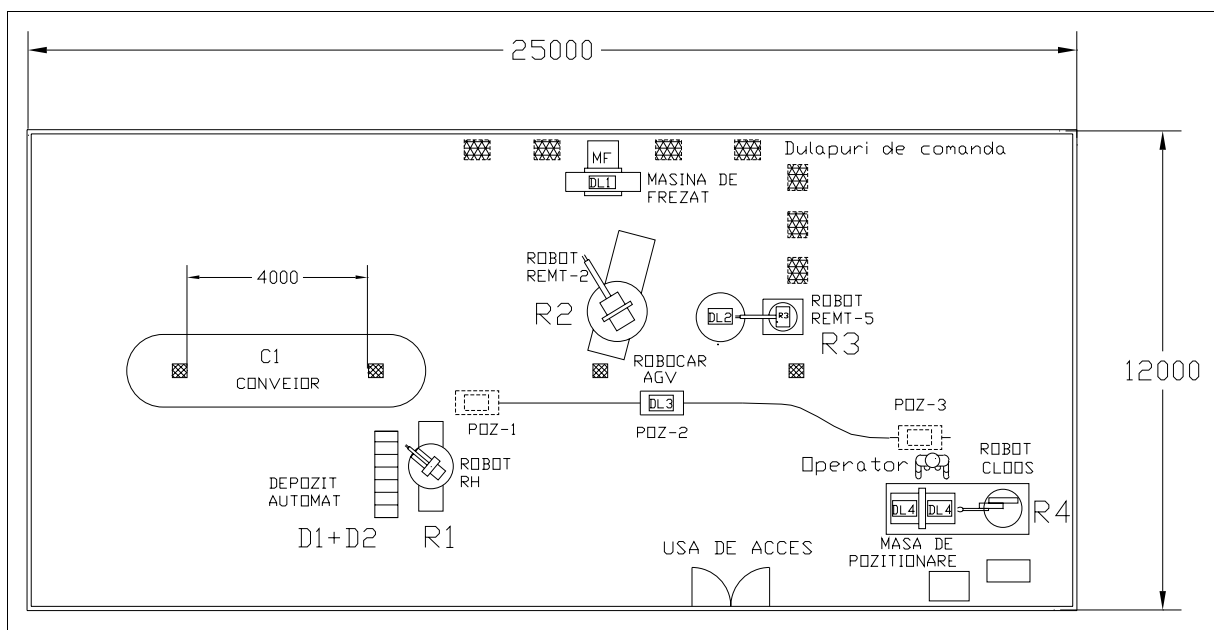 25000
Dulapuri de comanda
MF
DL1
MASINA DE
FREZAT
12000
ROBOT
REMT-2
R2
4000
DL2
R3
ROBOT
REMT-5
R3
C1
CONVEIOR
ROBOCAR
AGV
DL3
POZ-1
POZ-2
POZ-3
Operator
ROBOT
CLOOS
ROBOT
RH
DEPOZIT
AUTOMAT
D1+D2
R1
DL4
DL4
R4
MASA DE
POZITIONARE
USA DE ACCES